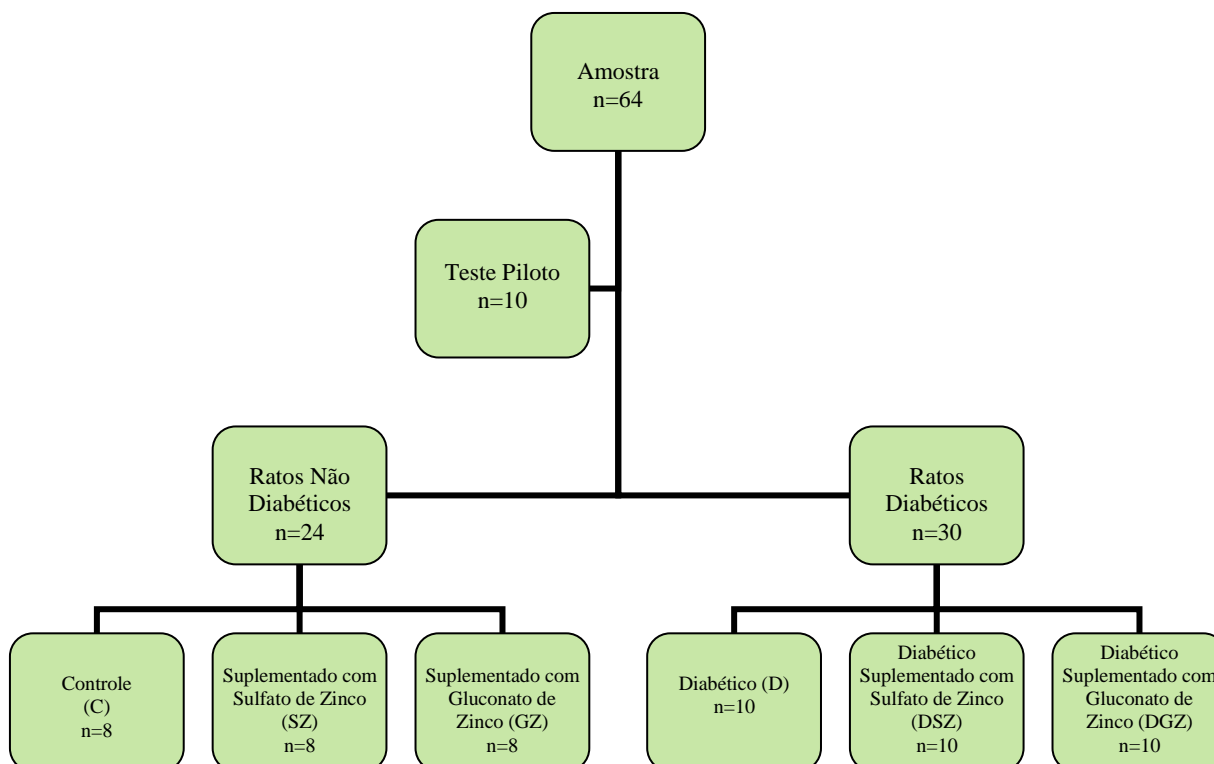 Amostra
n=64
Teste Piloto
n=10
Ratos Não
Diabéticos
n=24
Ratos
Diabéticos
n=30
Controle
(C)
n=8
Suplementado com
Sulfato de Zinco
(SZ)
n=8
Suplementado com
Gluconato de
Zinco (GZ)
n=8
Diabético (D)
n=10
Diabético
Suplementado com
Sulfato de Zinco
(DSZ)
n=10
Diabético
Suplementado com
Gluconato de
Zinco (DGZ)
n=10